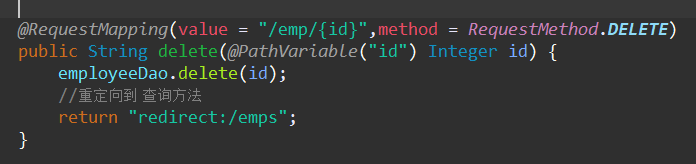 @RequestMapping(value = "/emp/{id}",method = RequestMethod.DELETE)
public String delete(@PathVariable("id") Integer id) {
employeeDao.delete(id);
//重定向到 查询方法
return "redirect:/emps";
}